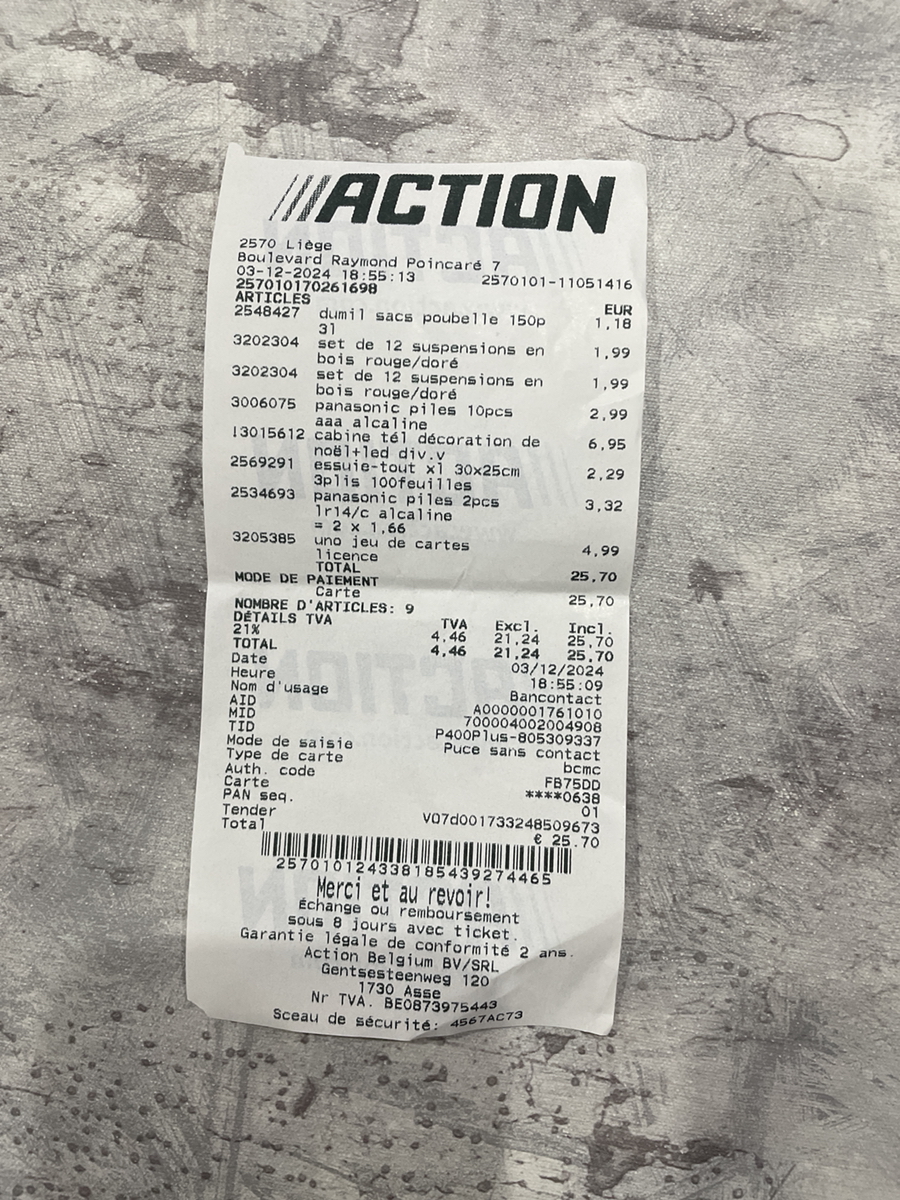 ACTION
2570 Liège
Boulevard Raymond Poincaré 7
03-12-2024 18:55:13 2570101-11051416
257010170261698
ARTICLES EUR
2548427 dumil sacs poubelle 150p 1,18
3l
3202304 set de 12 suspensions en 1,99
bois rouge/doré
3202304 set de 12 suspensions en 1,99
bois rouge/doré
3006075 panasonic piles 10pcs 2,99
aaa alcaline
!3015612 cabine tél décoration de 6,95
noël+led div.v
2569291 essuie-tout xl 30x25cm 2,29
3plis 100feuilles
2534693 panasonic piles 2pcs 3,32
lr14/c alcaline
= 2 x 1,66
3205385 uno jeu de cartes 4,99
licence
TOTAL 25,70
MODE DE PAIEMENT
Carte 25,70
NOMBRE D'ARTICLES: 9
DÉTAILS TVA TVA Excl. Incl.
21% 4,46 21,24 25,70
TOTAL 4,46 21,24 25,70
Date 03/12/2024
Heure 18:55:09
Nom d'usage Bancontact
AID A0000001761010
MID 700004002004908
TID P400Plus-805309337
Mode de saisie Puce sans contact
Type de carte bcmc
Auth. code FB75DD
Carte ****0638
PAN seq. 01
Tender V07d001733248509673
Total € 25.70
25701012433818543927​4465
Merci et au revoir!
Échange ou remboursement
sous 8 jours avec ticket.
Garantie légale de conformité 2 ans.
Action Belgium BV/SRL
Gentsesteenweg 120
1730 Asse
Nr TVA. BE0873975443
Sceau de sécurité: 4567AC73